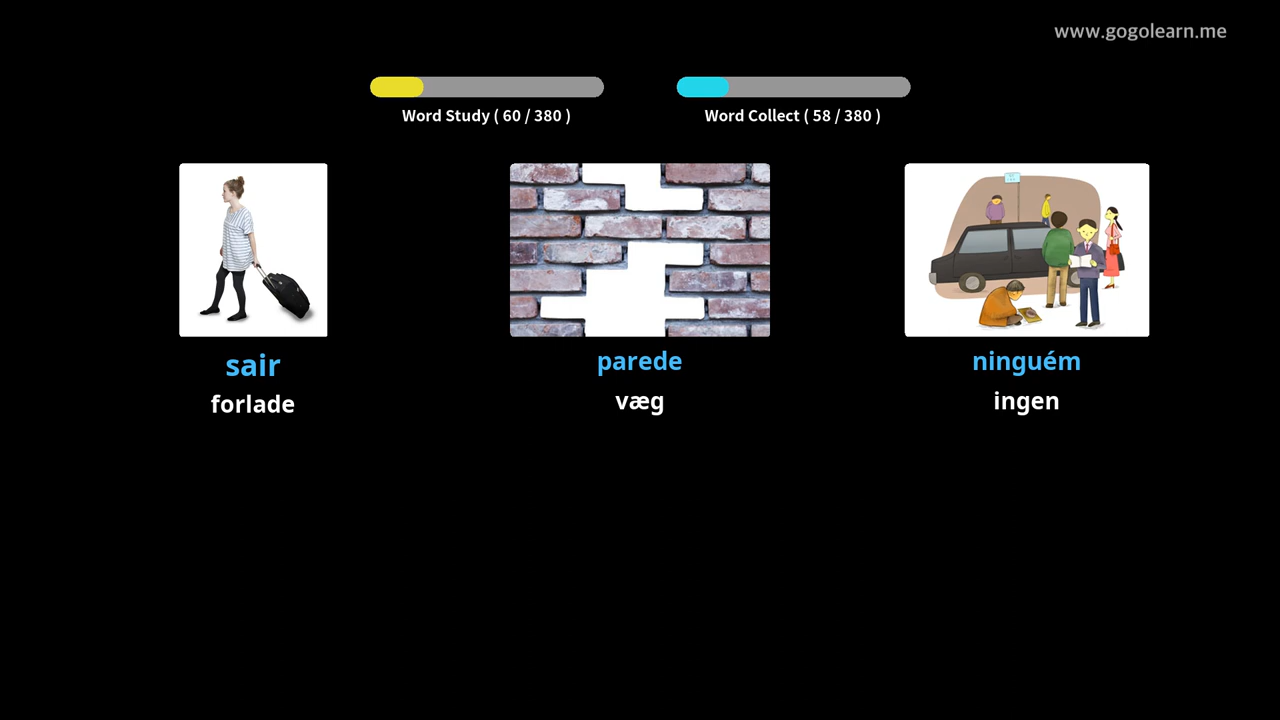 www.gogolearn.me
Word Study ( 60 / 380 )
Word Collect ( 58 / 380 )
sair
forlade
parede
væg
ninguém
ingen